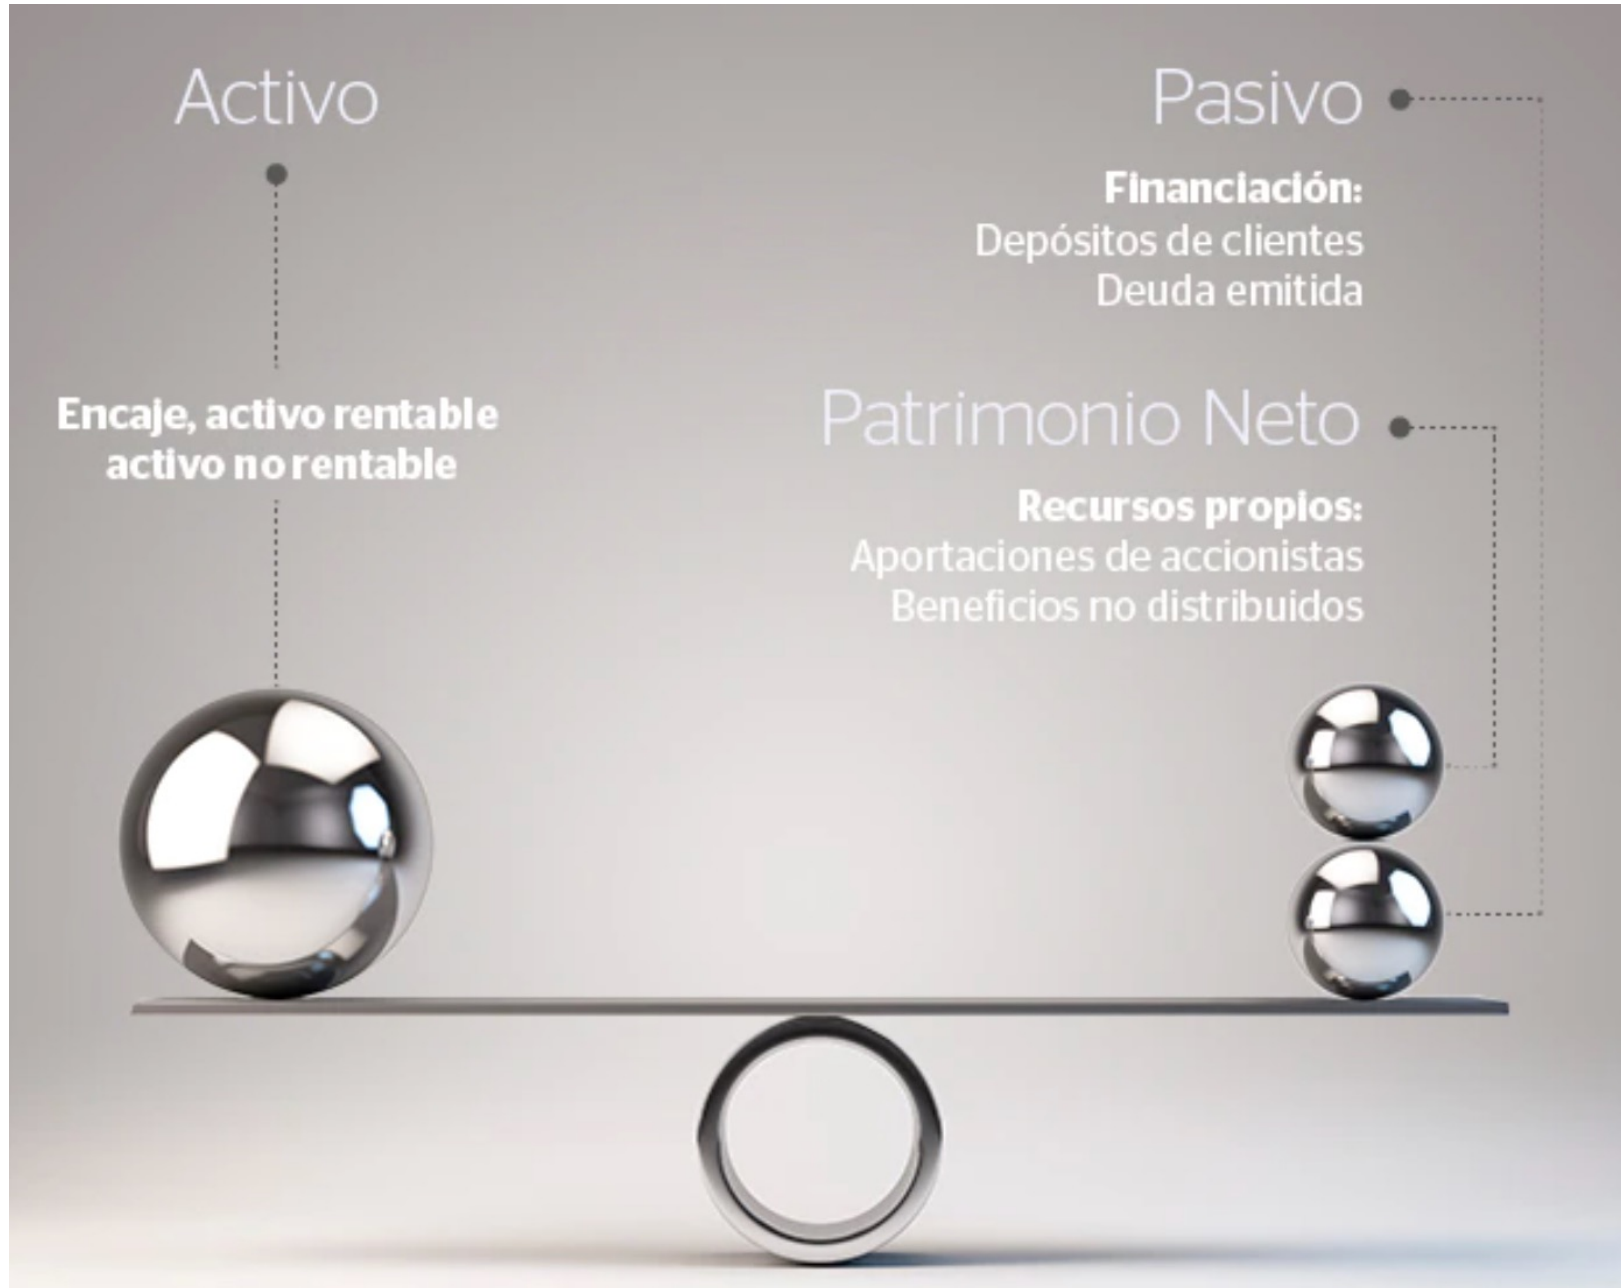 Activo
Encaje, activo rentable
activo no rentable
Pasivo
Financiación:
Depósitos de clientes
Deuda emitida
Patrimonio Neto
Recursos propios:
Aportaciones de accionistas
Beneficios no distribuidos